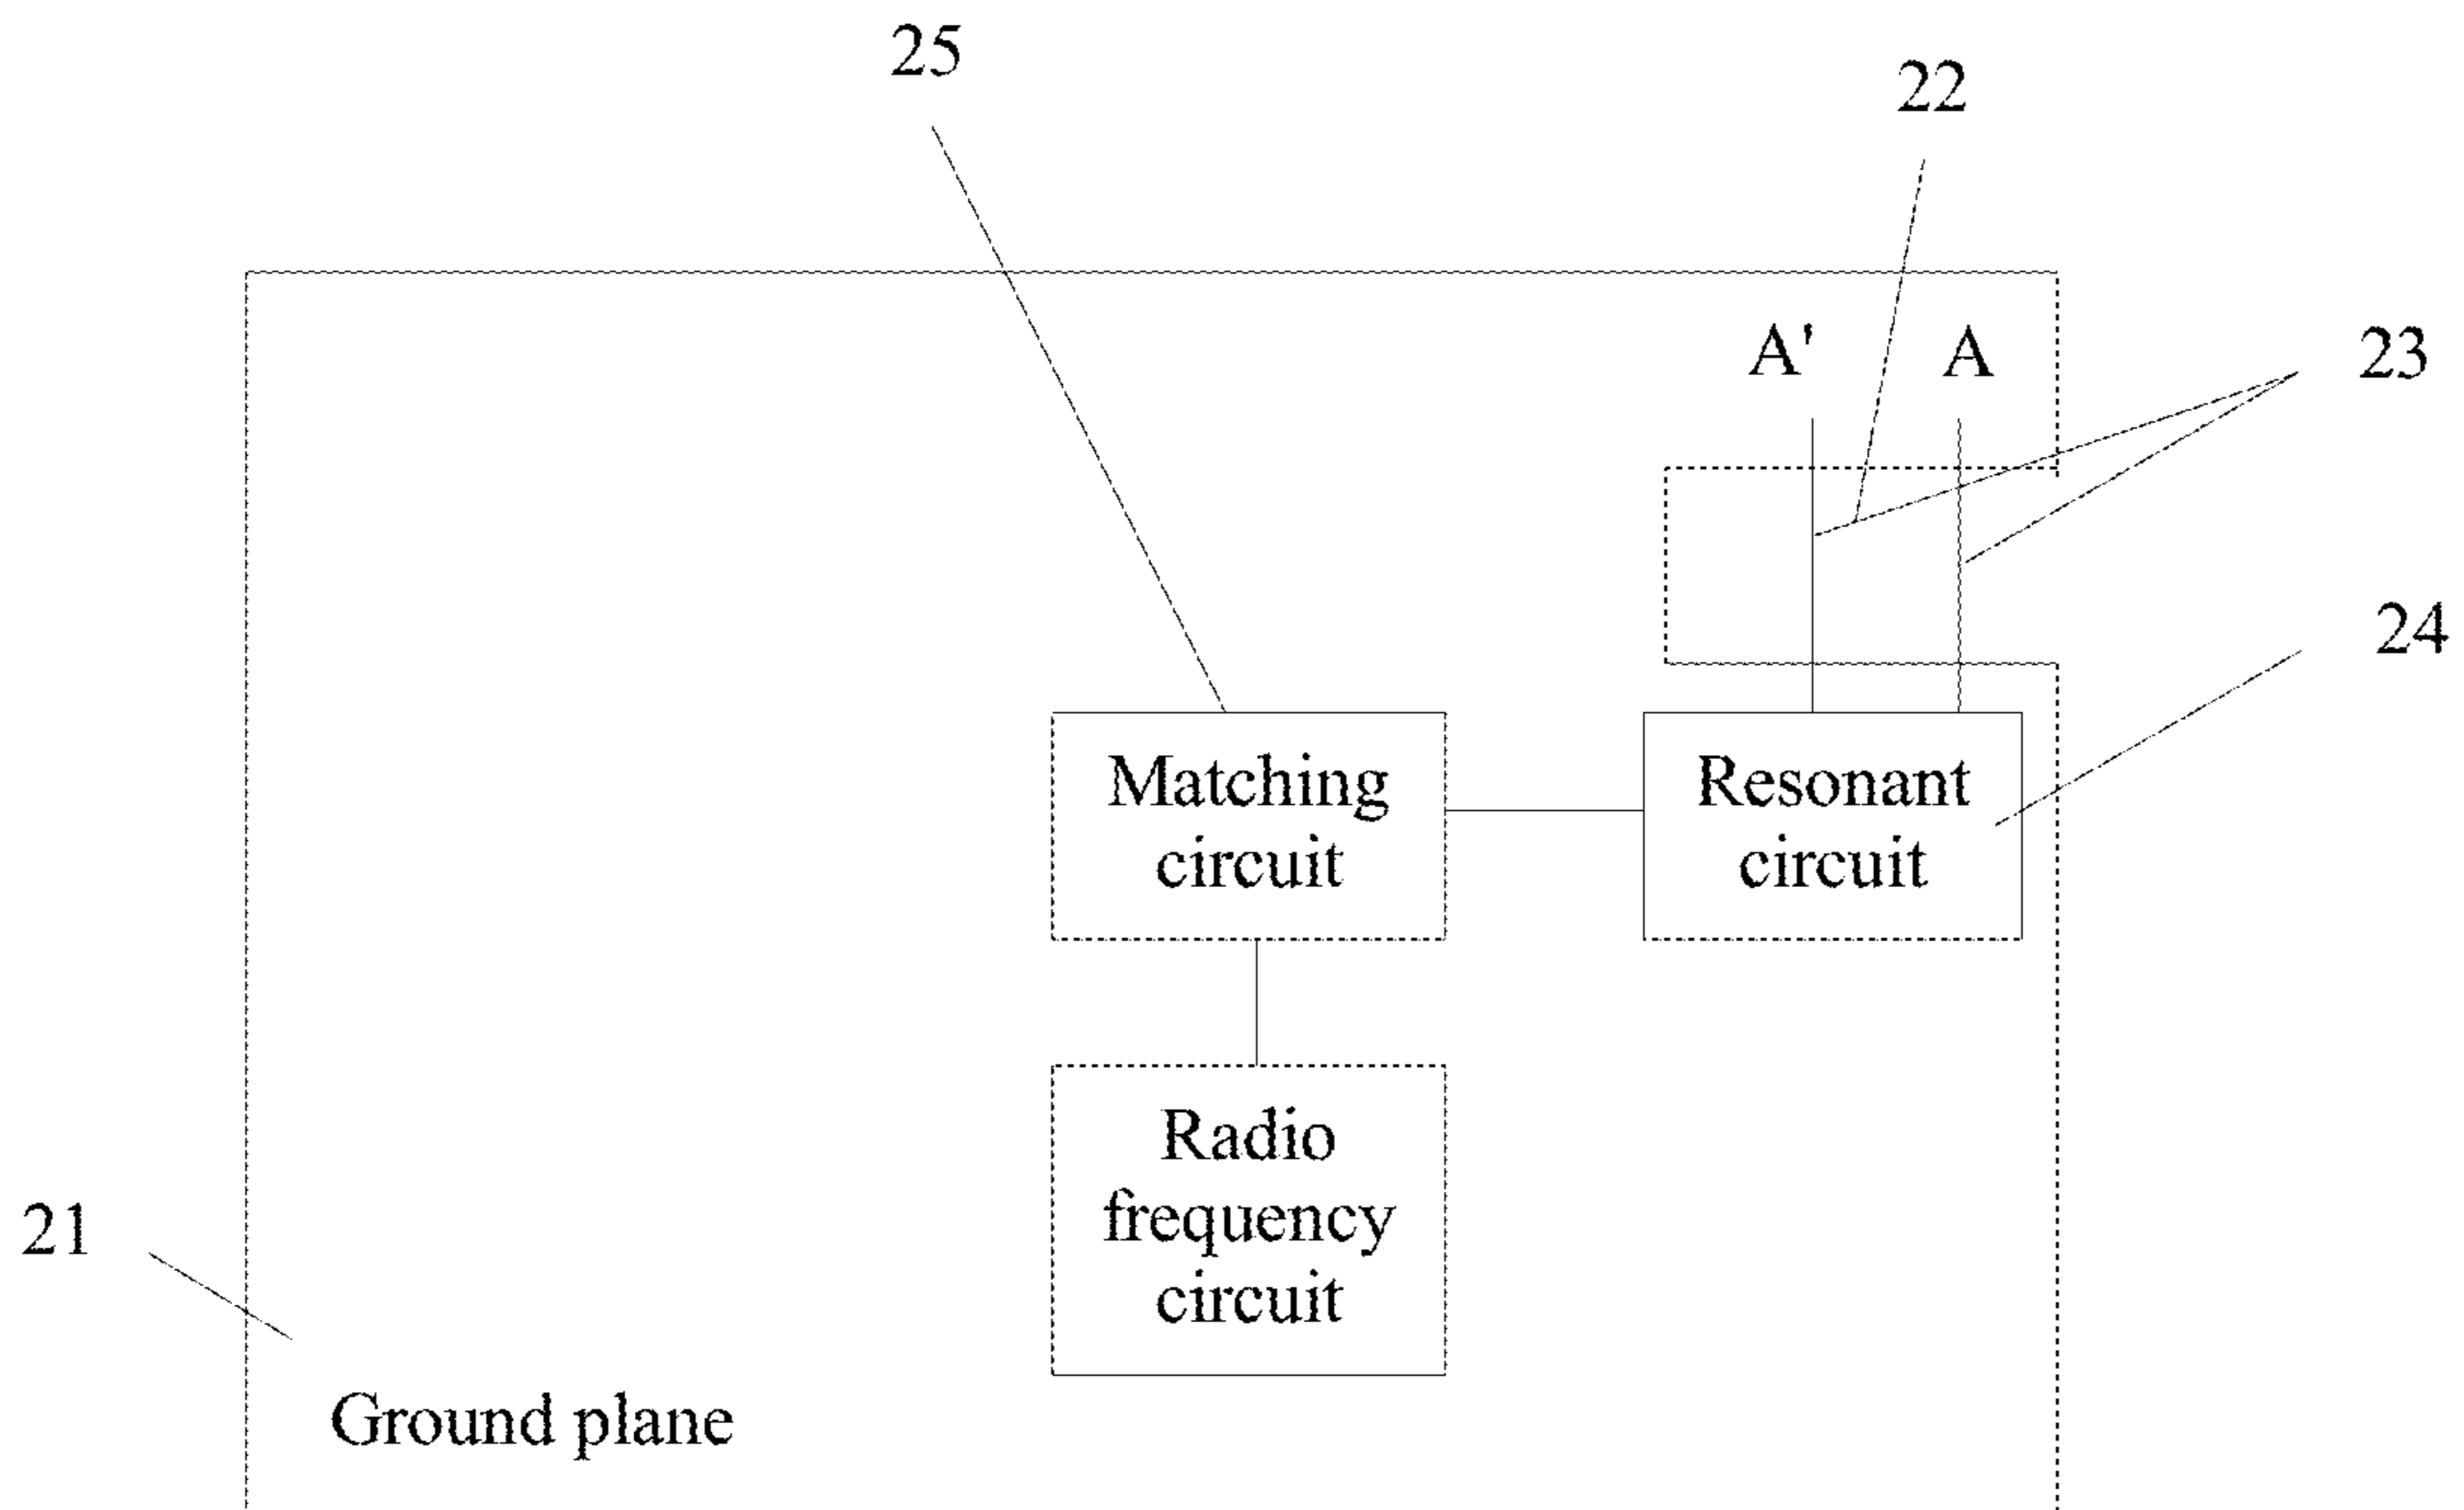 25
22
A' A
23
24
Matching
circuit
Resonant
circuit
Radio
frequency
circuit
21
Ground plane